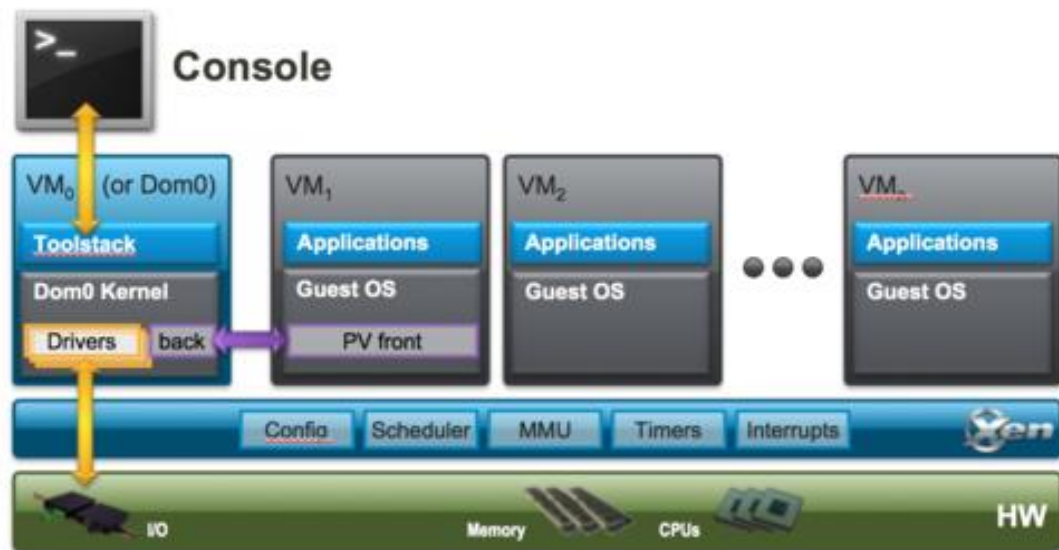 >_
Console
VM₀ (or Dom0)
Toolstack
Dom0 Kernel
Drivers back
VM₁
Applications
Guest OS
PV front
VM₂
Applications
Guest OS
VMₙ
Applications
Guest OS
Config Scheduler MMU Timers Interrupts Xen
I/O Memory CPUs HW